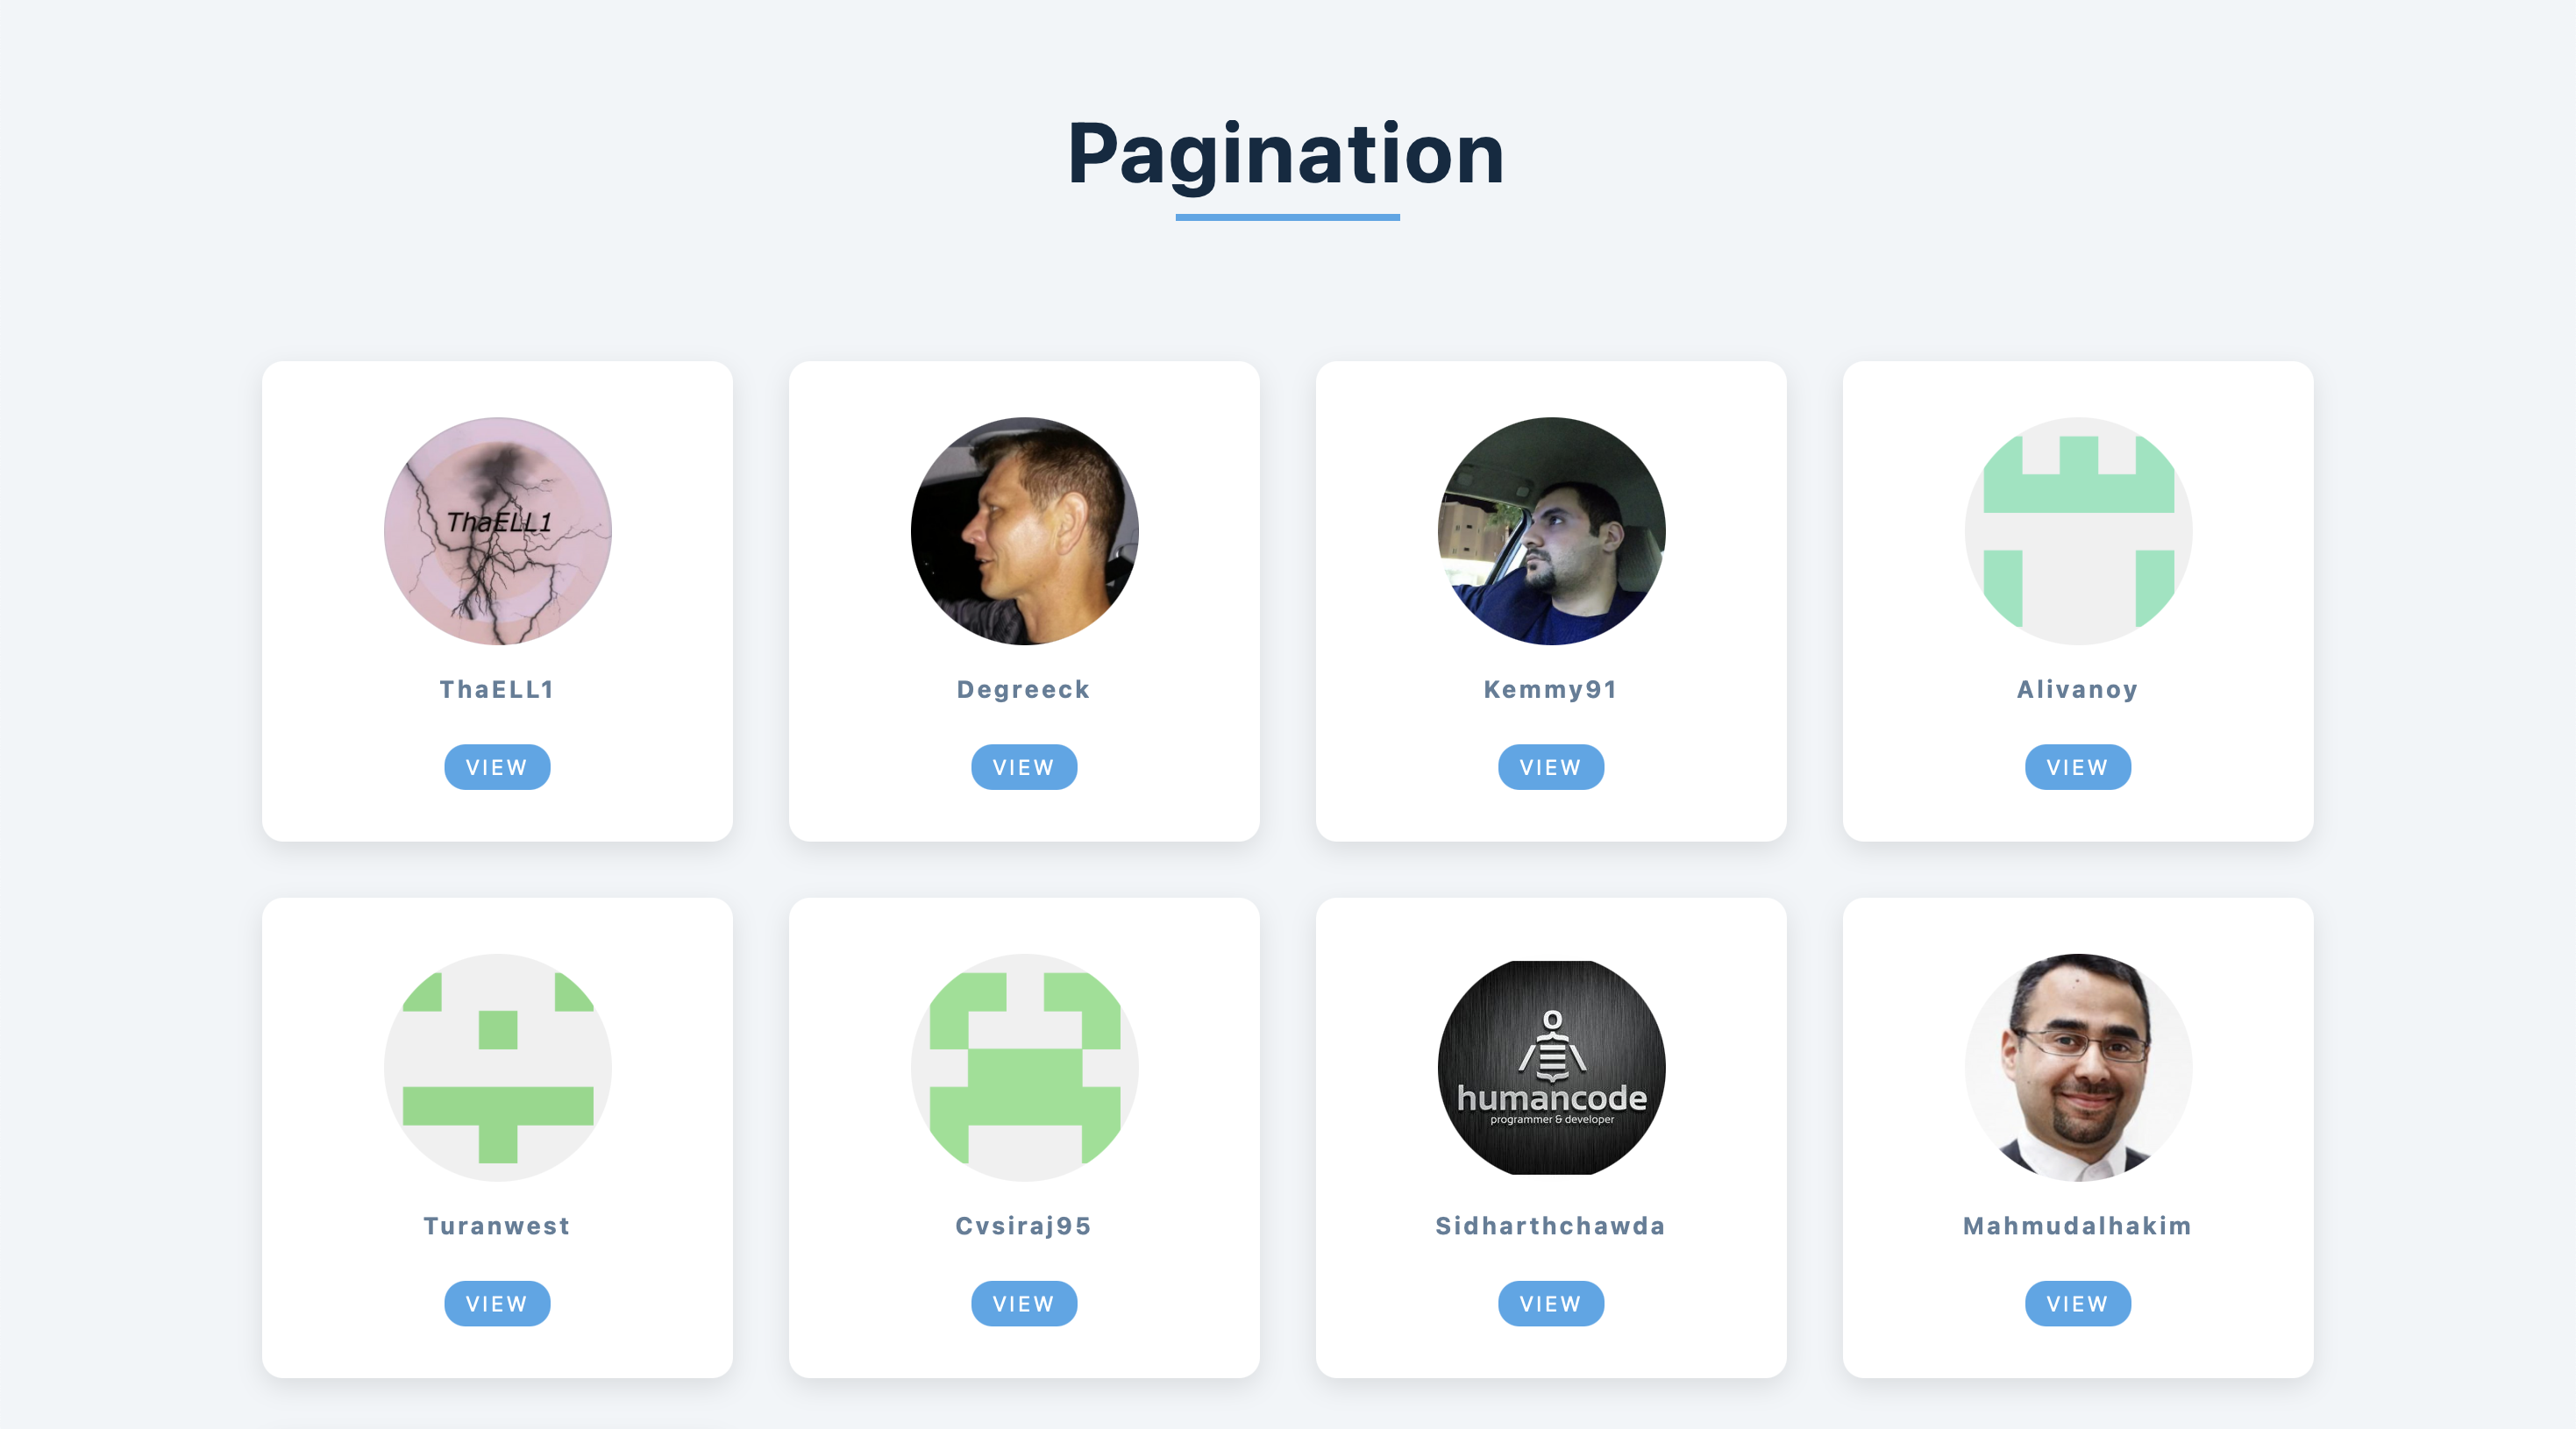 Pagination
ThaELL1
ThaELL1
Degreeck
Kemmy91
Alivanoy
VIEW
VIEW
VIEW
VIEW
humancode
programmer & developer
Turanwest
Cvsiraj95
Sidharthchawda
Mahmudalhakim
VIEW
VIEW
VIEW
VIEW